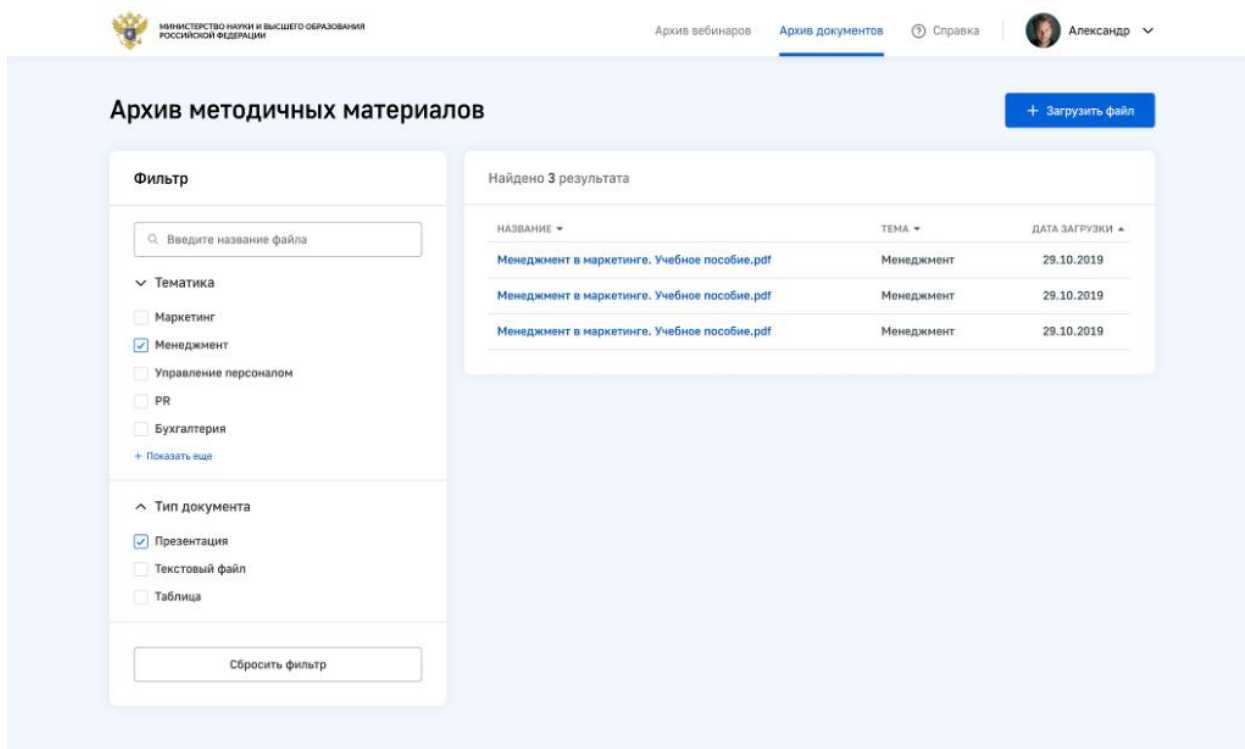 МИНИСТЕРСТВО НАУКИ И ВЫСШЕГО ОБРАЗОВАНИЯ
РОССИЙСКОЙ ФЕДЕРАЦИИ
Архив вебинаров
Архив документов
Справка
Александр
Архив методичных материалов
+ Загрузить файл
Фильтр
Введите название файла
Тематика
Маркетинг
Менеджмент
Управление персоналом
PR
Бухгалтерия
+ Показать еще
Тип документа
Презентация
Текстовый файл
Таблица
Сбросить фильтр
Найдено 3 результата
НАЗВАНИЕ ТЕМА ДАТА ЗАГРУЗКИ
Менеджмент в маркетинге. Учебное пособие.pdf Менеджмент 29.10.2019
Менеджмент в маркетинге. Учебное пособие.pdf Менеджмент 29.10.2019
Менеджмент в маркетинге. Учебное пособие.pdf Менеджмент 29.10.2019